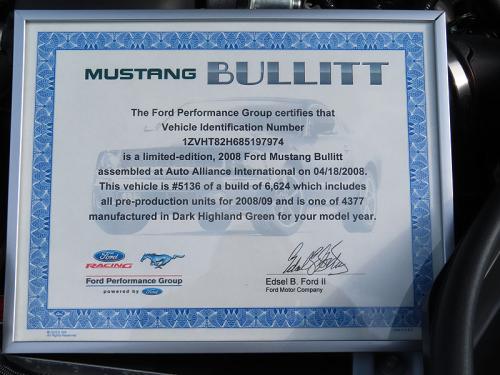 MUSTANG BULLITT
The Ford Performance Group certifies that
Vehicle Identification Number
1ZVHT82H685197974
is a limited-edition, 2008 Ford Mustang Bullitt
assembled at Auto Alliance International on 04/18/2008.
This vehicle is #5136 of a build of 6,624 which includes
all pre-production units for 2008/09 and is one of 4377
manufactured in Dark Highland Green for your model year.
Ford
RACING
Ford Performance Group
powered by Ford
Edsel B. Ford II
Ford Motor Company
All Rights Reserved